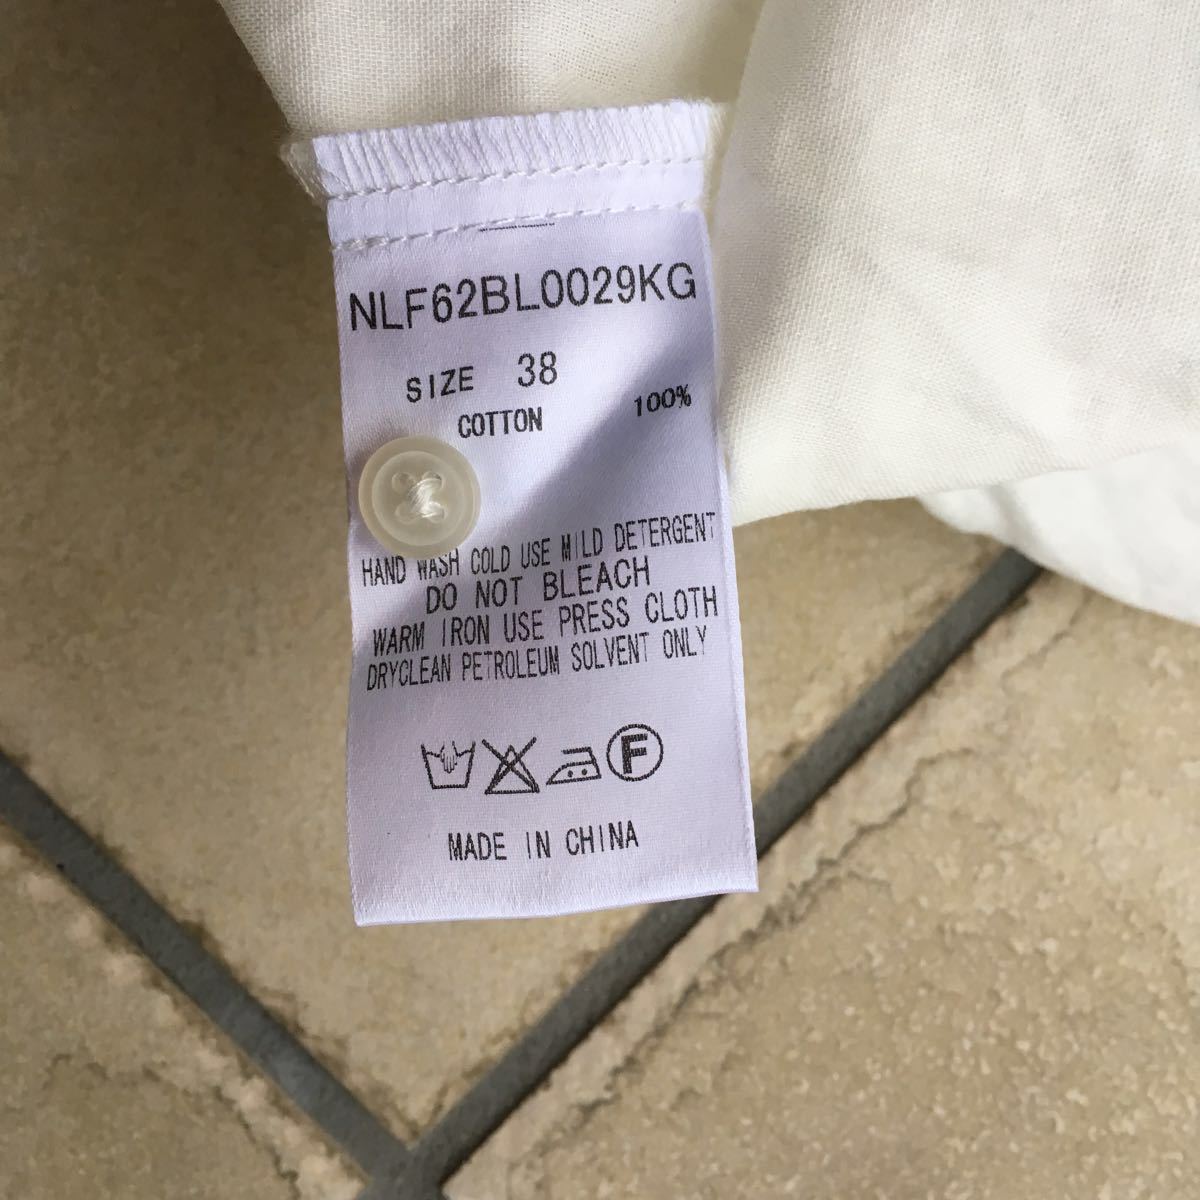 NLF62BL0029KG
SIZE 38
COTTON 100%
HAND WASH COLD USE MILD DETERGENT
DO NOT BLEACH
WARM IRON USE PRESS CLOTH
DRYCLEAN PETROLEUM SOLVENT ONLY
F
MADE IN CHINA